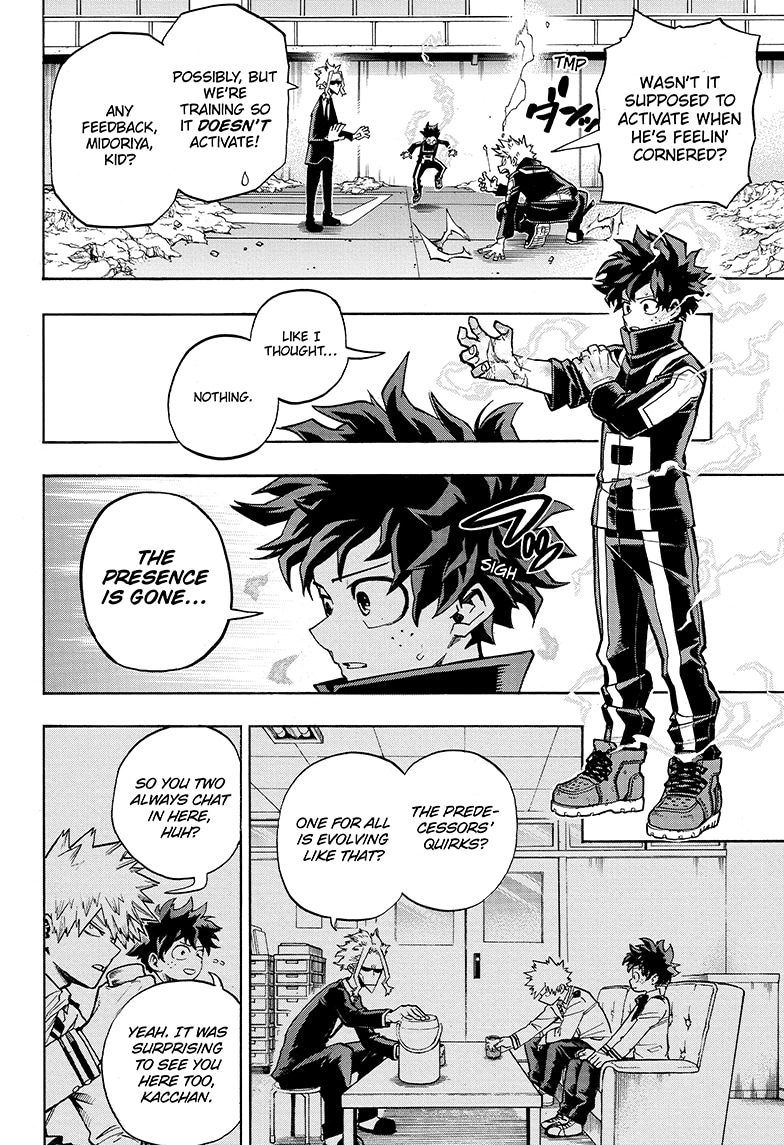 WASN'T IT
SUPPOSED TO
ACTIVATE WHEN
HE'S FEELIN'
CORNERED?
TMP
ダンッ
POSSIBLY, BUT
WE'RE
TRAINING SO
IT DOESN'T
ACTIVATE!
ANY
FEEDBACK,
MIDORIYA,
KID?
LIKE I
THOUGHT...
NOTHING.
SIGH
THE
PRESENCE
IS GONE...
THE PREDE-
CESSORS'
QUIRKS?
ONE FOR ALL
IS EVOLVING
LIKE THAT?
SO YOU TWO
ALWAYS CHAT
IN HERE,
HUH?
YEAH. IT WAS
SURPRISING
TO SEE YOU
HERE TOO,
KACCHAN.